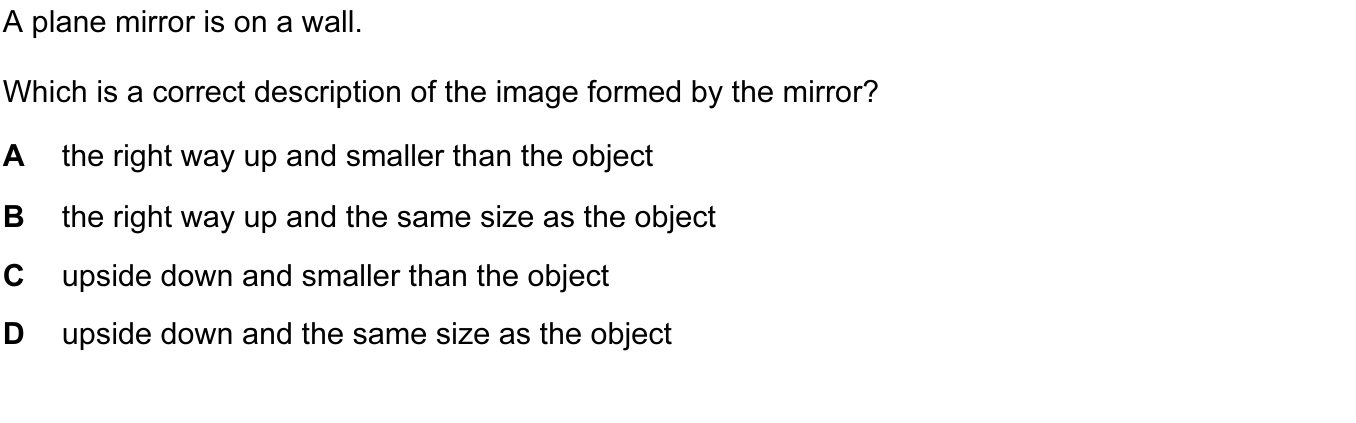 A plane mirror is on a wall.
Which is a correct description of the image formed by the mirror?
A the right way up and smaller than the object
B the right way up and the same size as the object
C upside down and smaller than the object
D upside down and the same size as the object